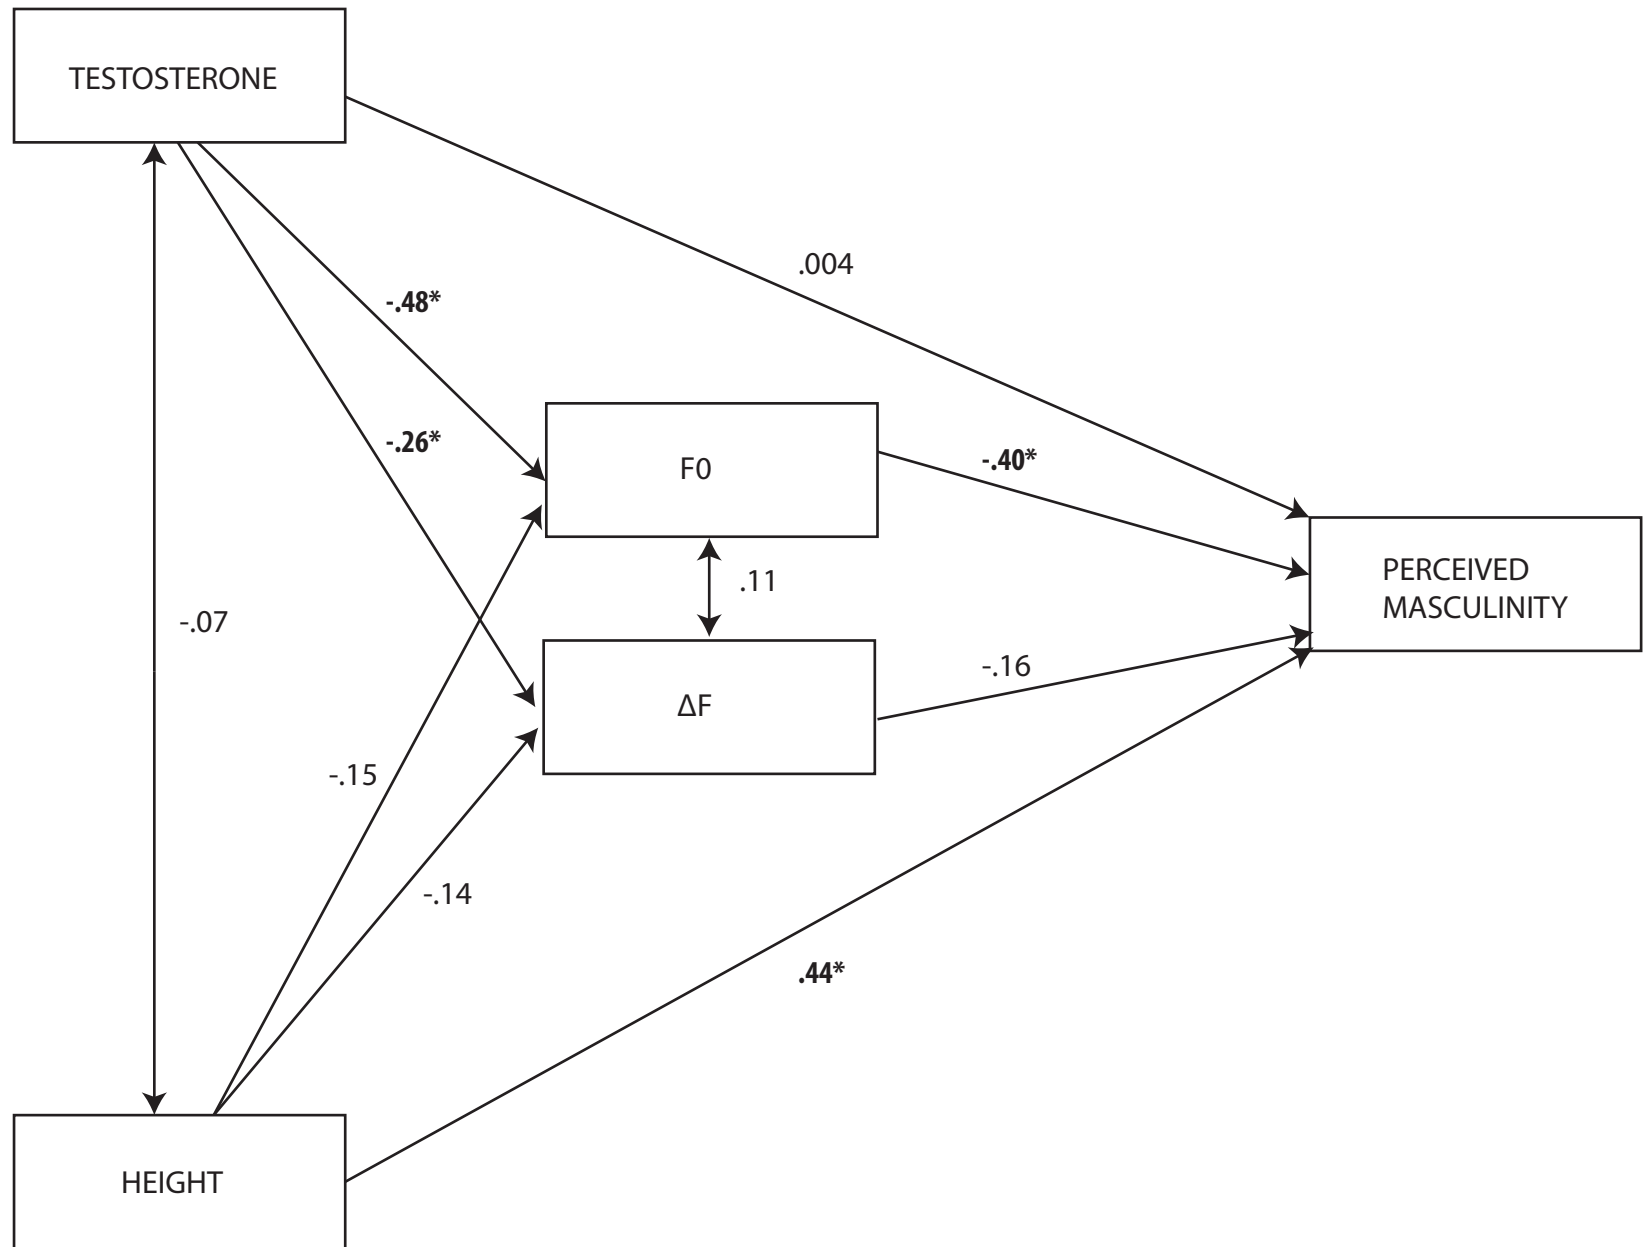 TESTOSTERONE
.004
-.48*
-.26*
F0
-.40*
PERCEIVED
MASCULINITY
.11
-.07
-.16
ΔF
-.15
-.14
.44*
HEIGHT